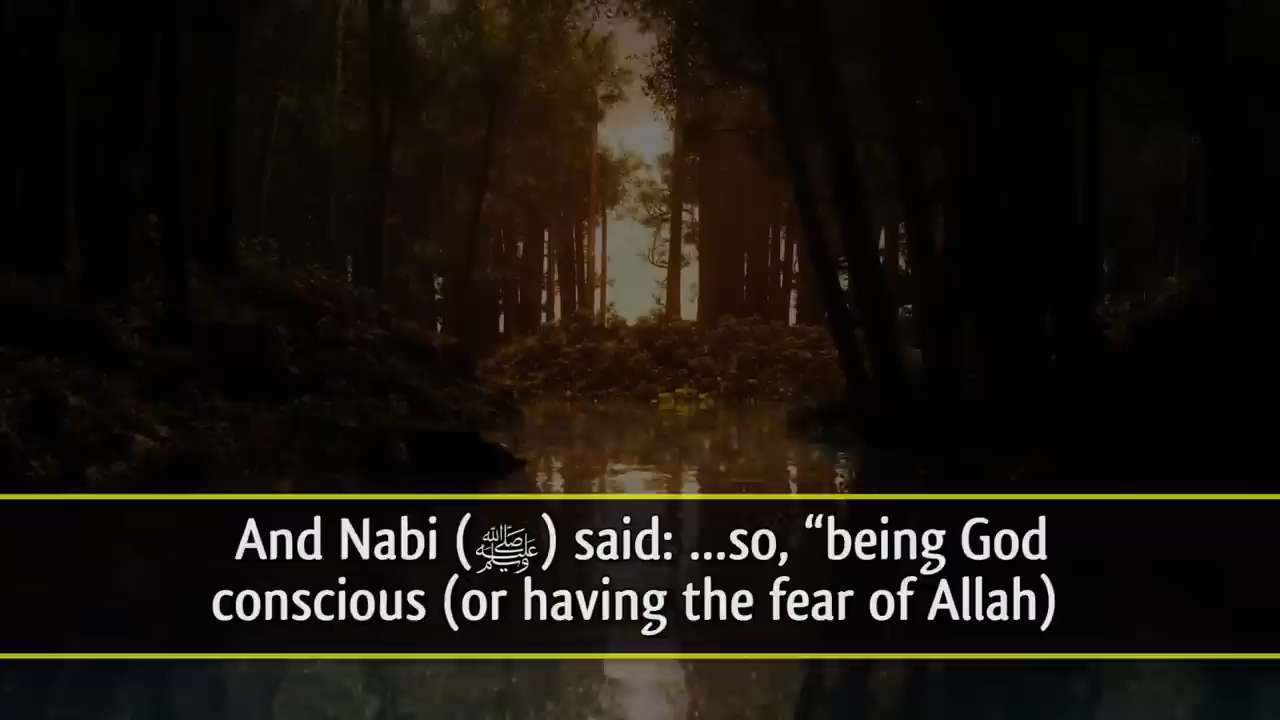 And Nabi (ﷺ) said: ...so, “being God
conscious (or having the fear of Allah)